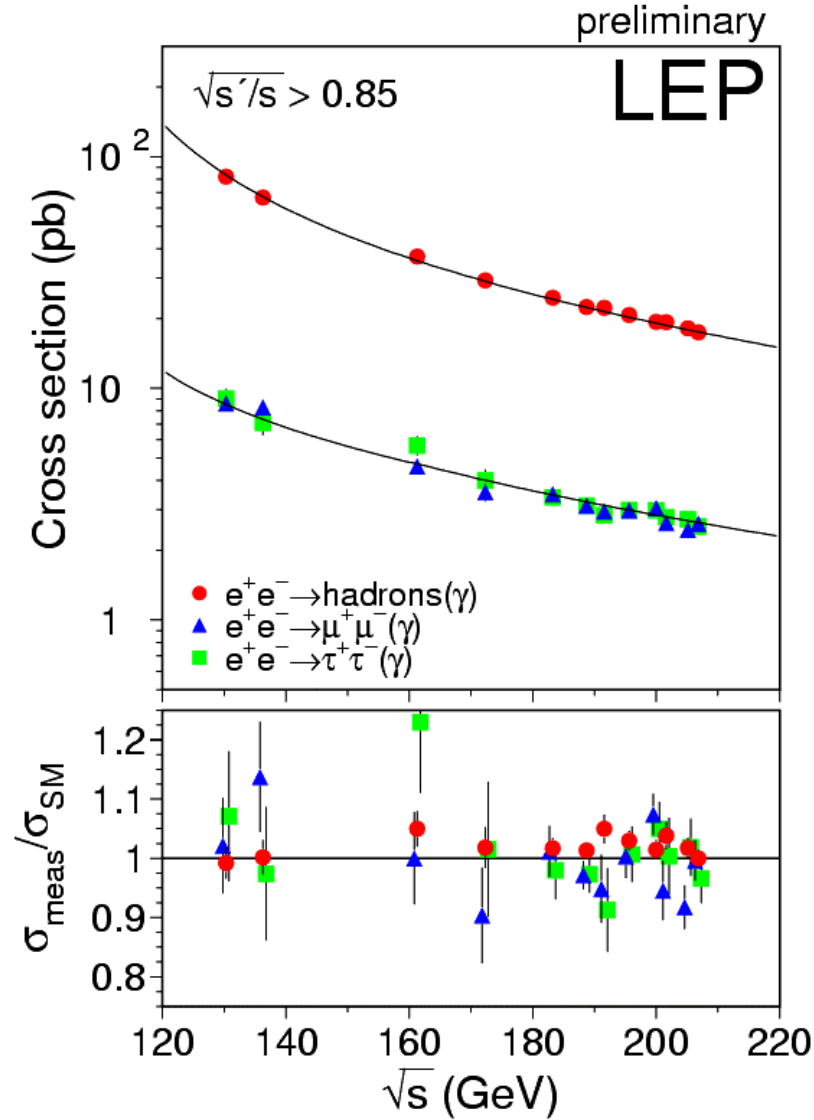 preliminary
√s´/s > 0.85
LEP
Cross section (pb)
10²
10
1
e⁺e⁻→hadrons(γ)
e⁺e⁻→μ⁺μ⁻(γ)
e⁺e⁻→τ⁺τ⁻(γ)
σmeas/σSM
1.2
1.1
1
0.9
0.8
120 140 160 180 200 220
√s (GeV)